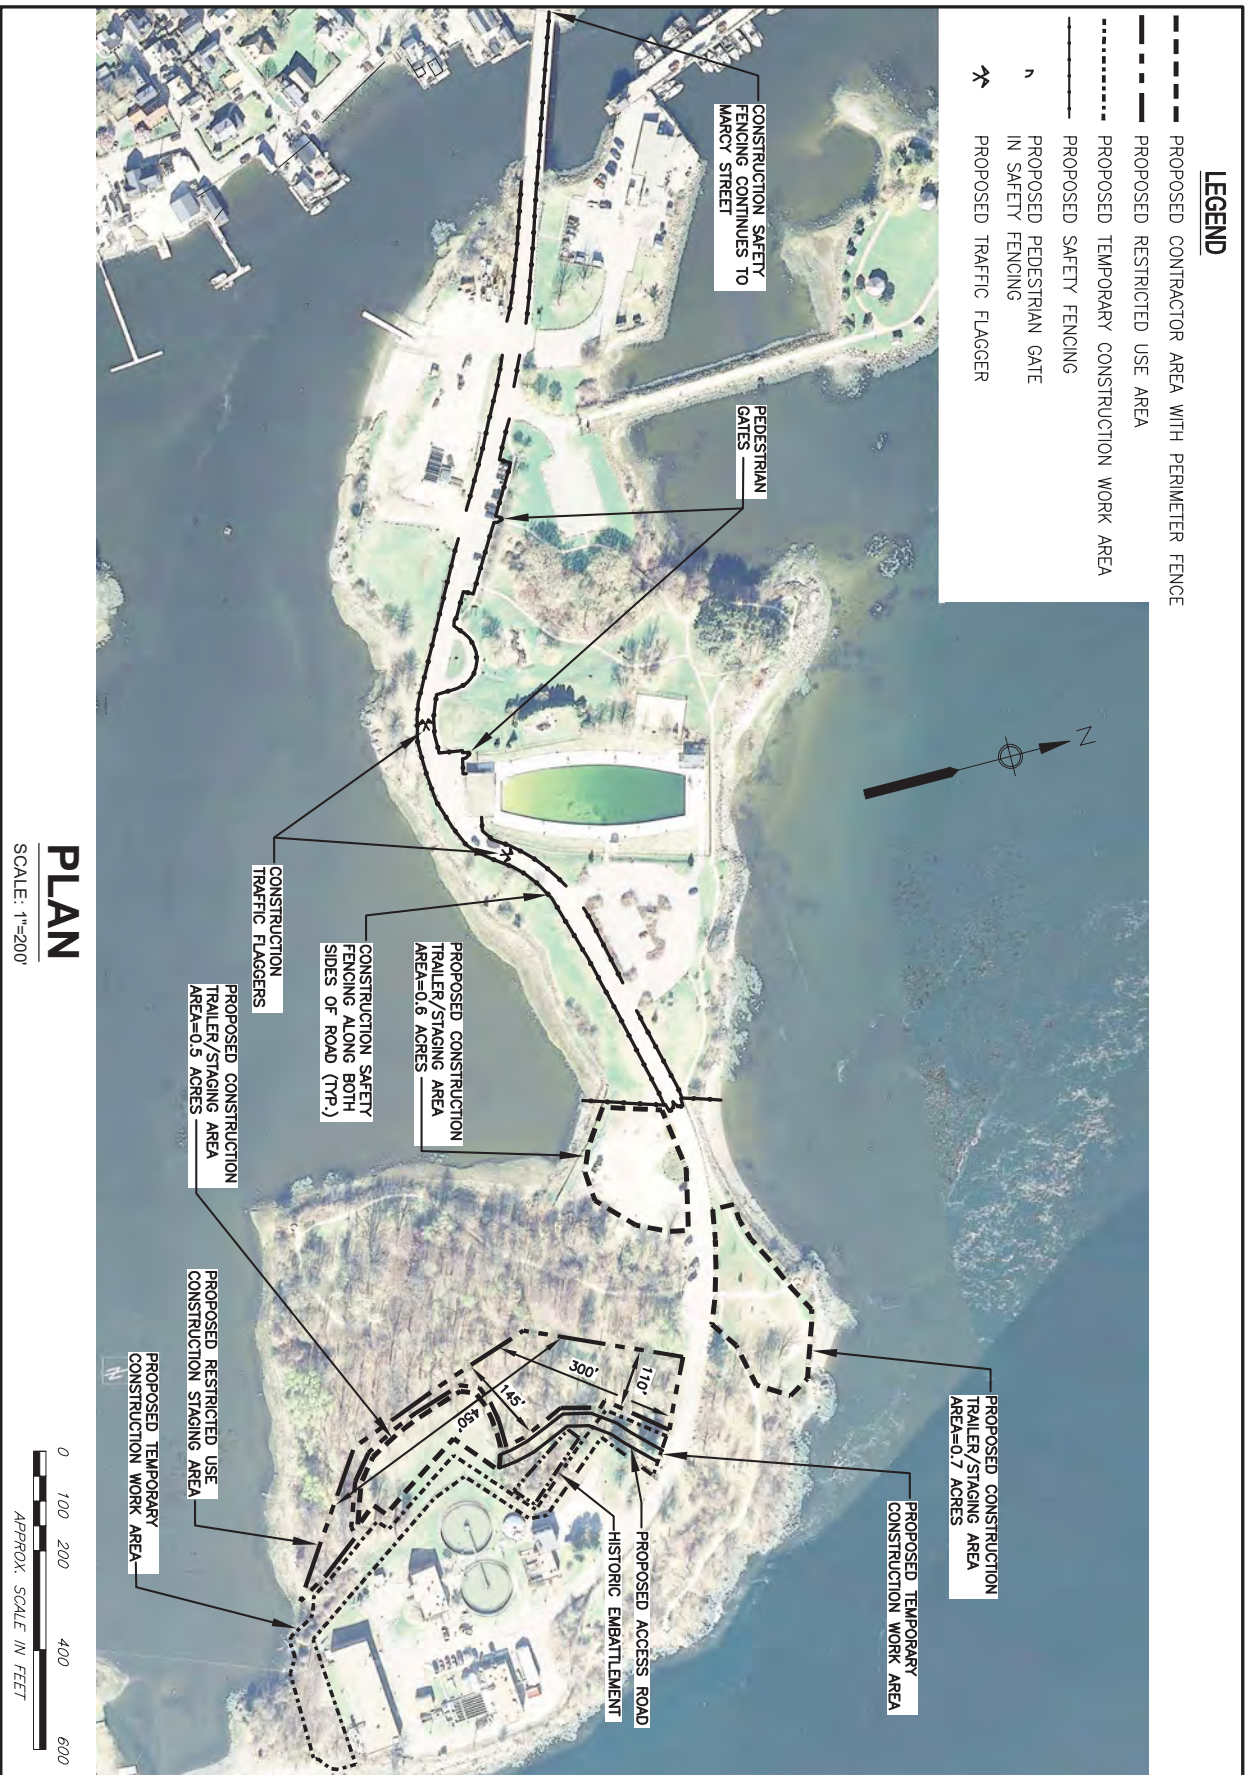 LEGEND
PROPOSED CONTRACTOR AREA WITH PERIMETER FENCE
PROPOSED RESTRICTED USE AREA
PROPOSED TEMPORARY CONSTRUCTION WORK AREA
PROPOSED SAFETY FENCING
PROPOSED PEDESTRIAN GATE
IN SAFETY FENCING
PROPOSED TRAFFIC FLAGGER
CONSTRUCTION SAFETY
FENCING CONTINUES TO
MARCY STREET
PEDESTRIAN
GATES
N
CONSTRUCTION
TRAFFIC FLAGGERS
CONSTRUCTION SAFETY
FENCING ALONG BOTH
SIDES OF ROAD (TYP.)
PROPOSED CONSTRUCTION
TRAILER/STAGING AREA
AREA=0.6 ACRES
PROPOSED CONSTRUCTION
TRAILER/STAGING AREA
AREA=0.5 ACRES
PROPOSED CONSTRUCTION
TRAILER/STAGING AREA
AREA=0.7 ACRES
PROPOSED TEMPORARY
CONSTRUCTION WORK AREA
PROPOSED ACCESS ROAD
HISTORIC EMBATTLEMENT
110'
300'
145'
450'
PROPOSED RESTRICTED USE
CONSTRUCTION STAGING AREA
PROPOSED TEMPORARY
CONSTRUCTION WORK AREA
N
PLAN
SCALE: 1"=200'
0 100 200 400 600
APPROX. SCALE IN FEET